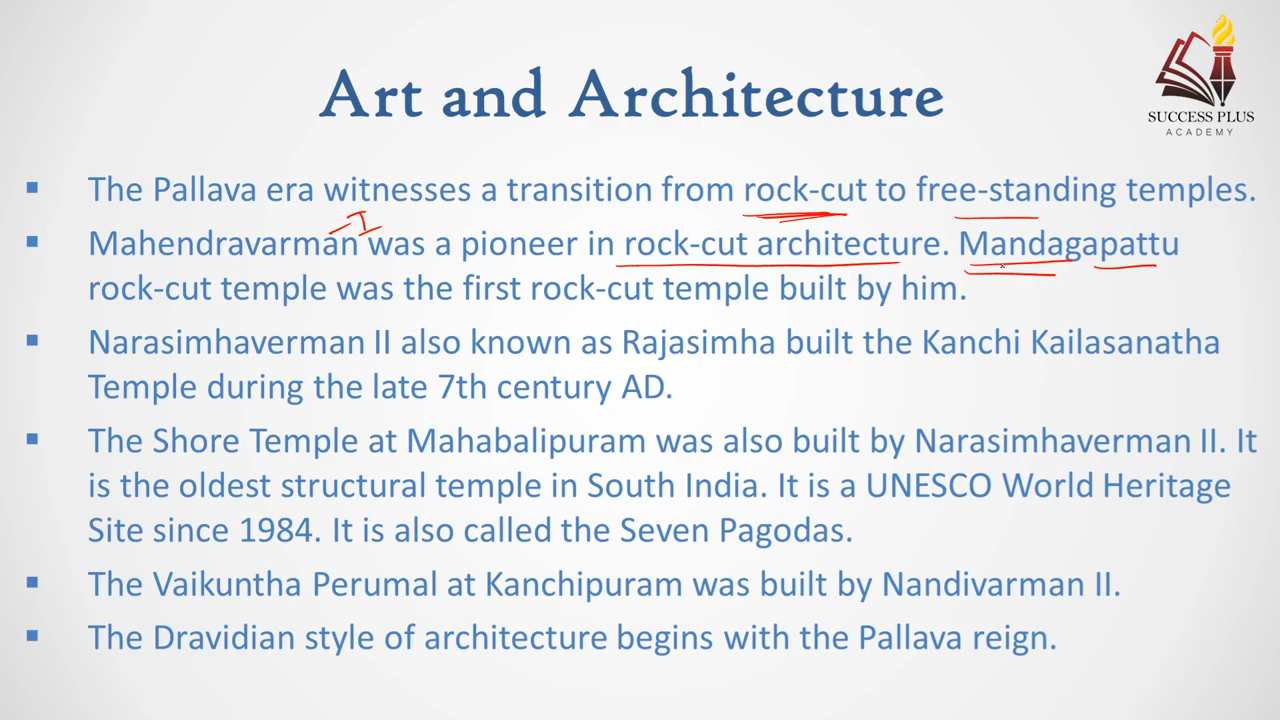 Art and Architecture
SUCCESS PLUS
ACADEMY
▪ The Pallava era witnesses a transition from rock-cut to free-standing temples.
-I
▪ Mahendravarman was a pioneer in rock-cut architecture. Mandagapattu
rock-cut temple was the first rock-cut temple built by him.
▪ Narasimhaverman II also known as Rajasimha built the Kanchi Kailasanatha
Temple during the late 7th century AD.
▪ The Shore Temple at Mahabalipuram was also built by Narasimhaverman II. It
is the oldest structural temple in South India. It is a UNESCO World Heritage
Site since 1984. It is also called the Seven Pagodas.
▪ The Vaikuntha Perumal at Kanchipuram was built by Nandivarman II.
▪ The Dravidian style of architecture begins with the Pallava reign.